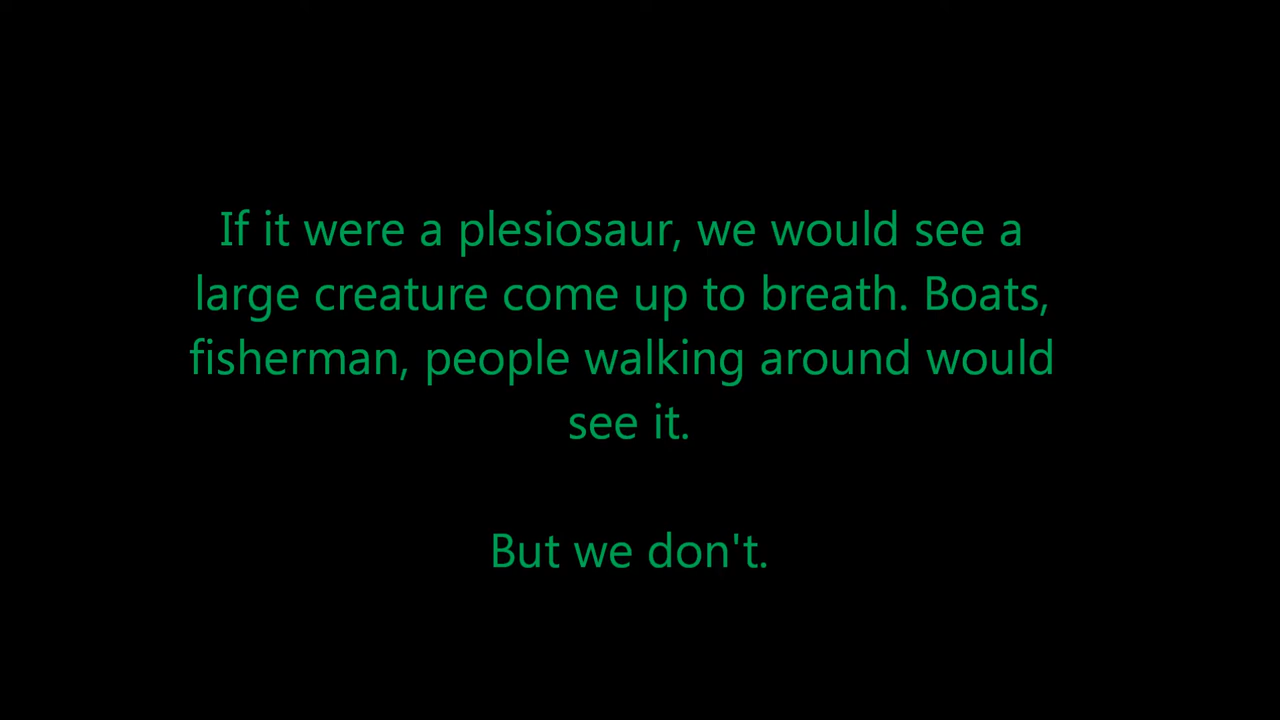 If it were a plesiosaur, we would see a
large creature come up to breath. Boats,
fisherman, people walking around would
see it.
But we don't.